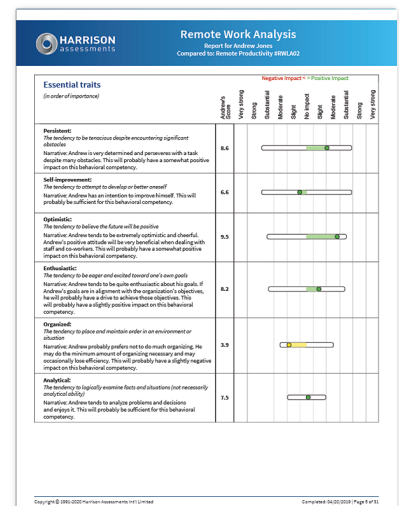 HARRISON
assessments
Remote Work Analysis
Report for Andrew Jones
Compared to: Remote Productivity #RWLA02
Essential traits
(in order of importance)
Negative Impact < > Positive Impact
Andrew's Score
Very strong
Strong
Substantial
Moderate
Slight
No impact
Slight
Moderate
Substantial
Strong
Very strong
Persistent:
The tendency to be tenacious despite encountering significant
obstacles
Narrative: Andrew is very determined and perseveres with a task
despite many obstacles. This will probably have a somewhat positive
impact on this behavioral competency.
8.6
Self-improvement:
The tendency to attempt to develop or better oneself
Narrative: Andrew has an intention to improve himself. This will
probably be sufficient for this behavioral competency.
6.6
Optimistic:
The tendency to believe the future will be positive
Narrative: Andrew tends to be extremely optimistic and cheerful.
Andrew's positive attitude will be very beneficial when dealing with
staff and co-workers. This will probably have a somewhat positive
impact on this behavioral competency.
9.5
Enthusiastic:
The tendency to be eager and excited toward one's own goals
Narrative: Andrew tends to be quite enthusiastic about his goals. If
Andrew's goals are in alignment with the organization's objectives,
he will probably have a drive to achieve those objectives. This
will probably have a slightly positive impact on this behavioral
competency.
8.2
Organized:
The tendency to place and maintain order in an environment or
situation
Narrative: Andrew probably prefers not to do much organizing. He
may do the minimum amount of organizing necessary and may
occasionally lose efficiency. This will probably have a slightly negative
impact on this behavioral competency.
3.9
Analytical:
The tendency to logically examine facts and situations (not necessarily
analytical ability)
Narrative: Andrew tends to analyze problems and decisions
and enjoys it. This will probably be sufficient for this behavioral
competency.
7.5
Copyright © 1991-2020 Harrison Assessments Int'l Limited
Completed: 04/20/2019 | Page 5 of 31